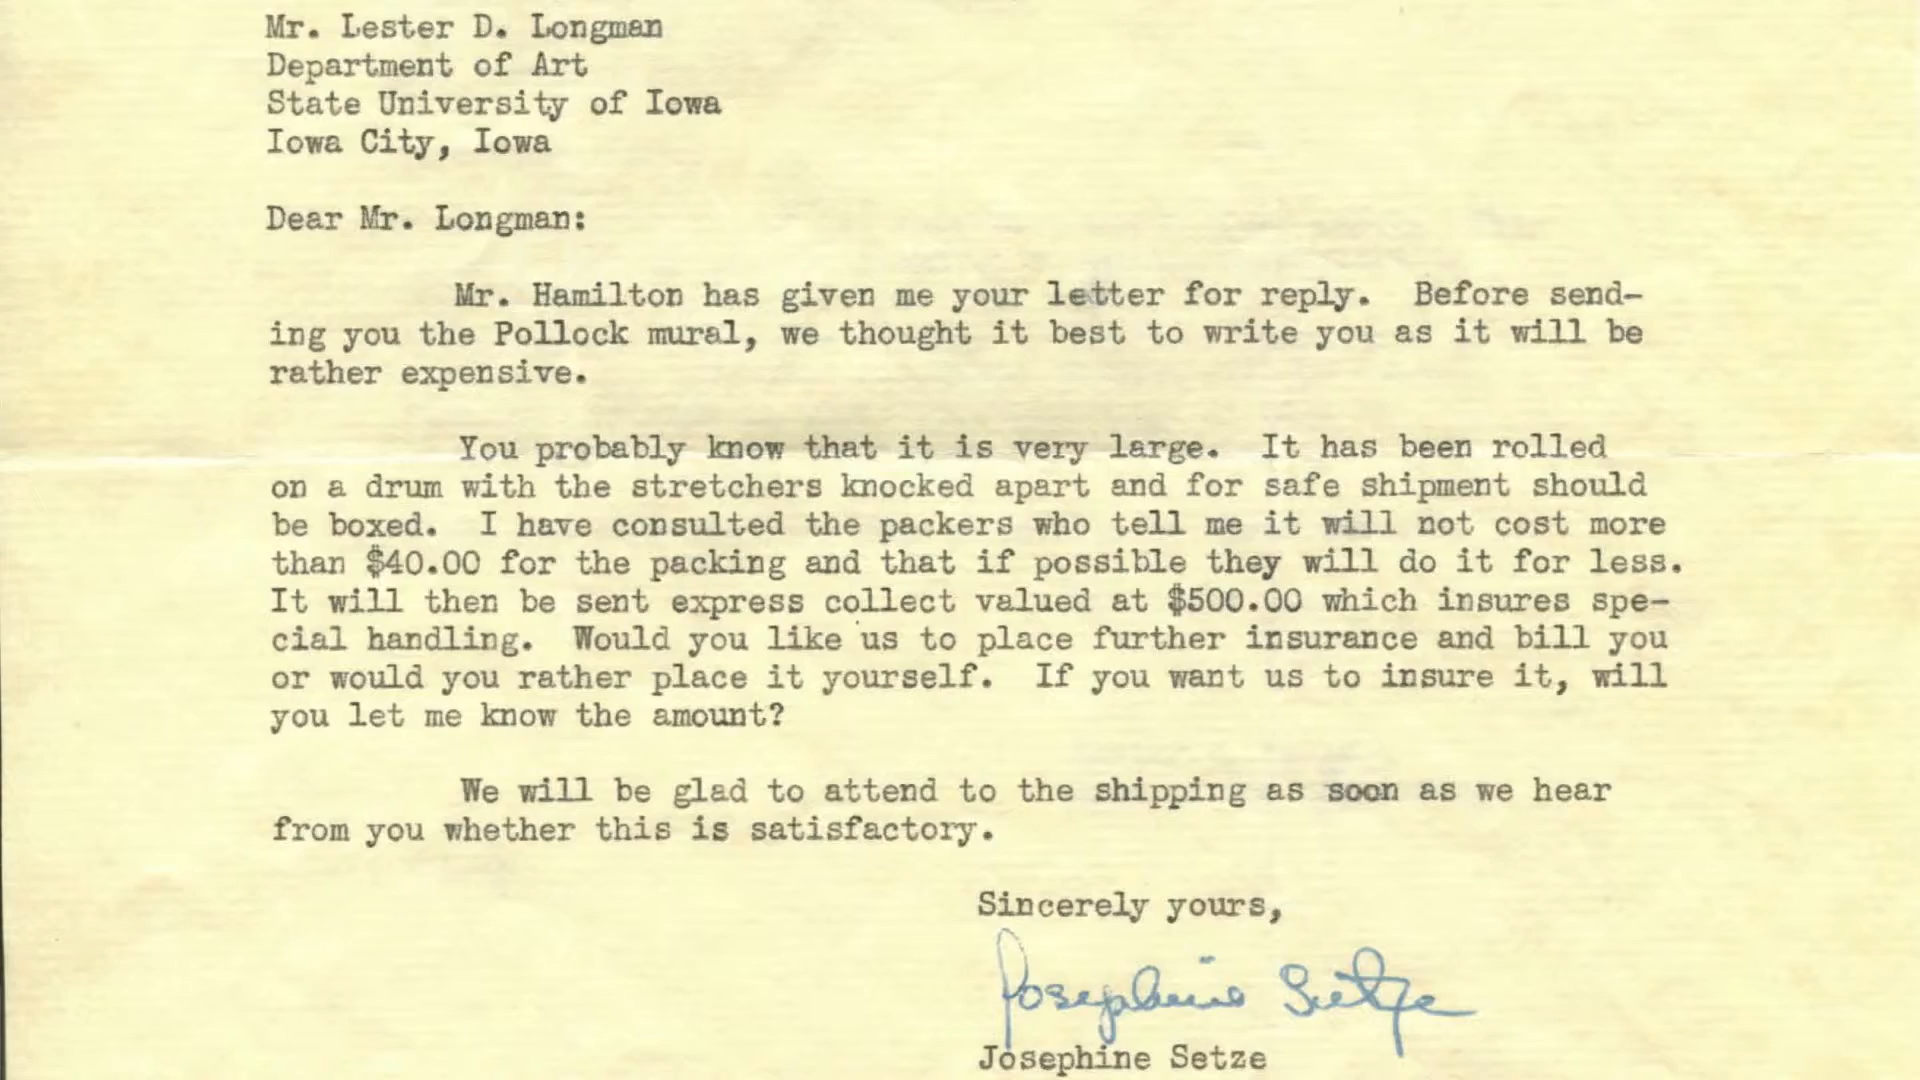 Mr. Lester D. Longman
Department of Art
State University of Iowa
Iowa City, Iowa
Dear Mr. Longman:
Mr. Hamilton has given me your letter for reply. Before send-
ing you the Pollock mural, we thought it best to write you as it will be
rather expensive.
You probably know that it is very large. It has been rolled
on a drum with the stretchers knocked apart and for safe shipment should
be boxed. I have consulted the packers who tell me it will not cost more
than $40.00 for the packing and that if possible they will do it for less.
It will then be sent express collect valued at $500.00 which insures spe-
cial handling. Would you like us to place further insurance and bill you
or would you rather place it yourself. If you want us to insure it, will
you let me know the amount?
We will be glad to attend to the shipping as soon as we hear
from you whether this is satisfactory.
Sincerely yours,
Josephine Setze
Josephine Setze